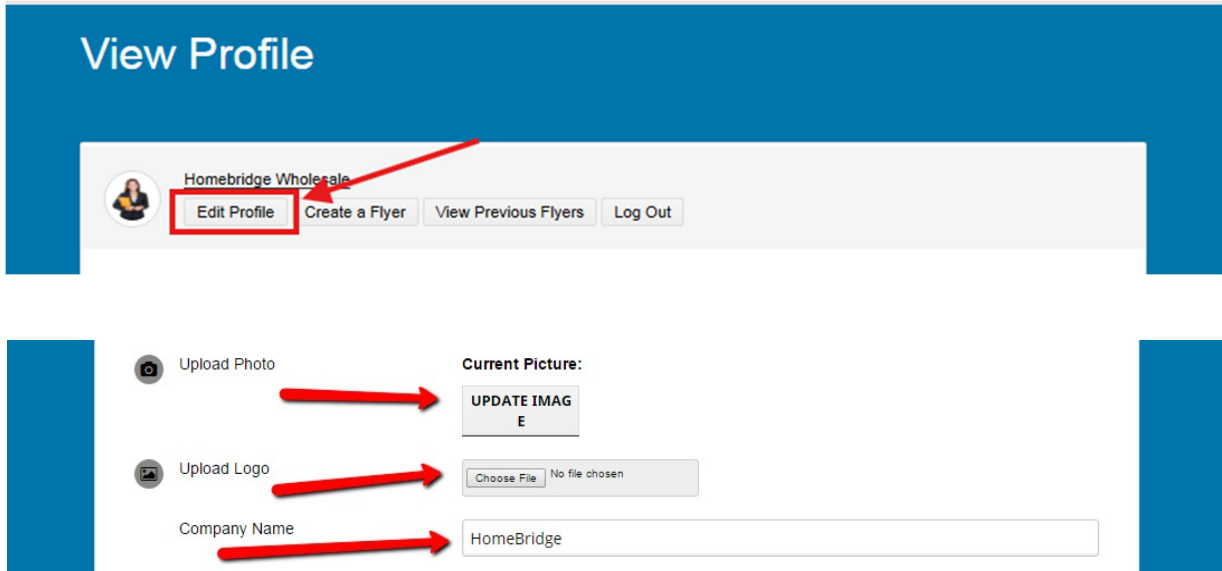 View Profile
Homebridge Wholesale
Edit Profile Create a Flyer View Previous Flyers Log Out
Upload Photo Current Picture:
UPDATE IMAG
E
Upload Logo Choose File No file chosen
Company Name HomeBridge